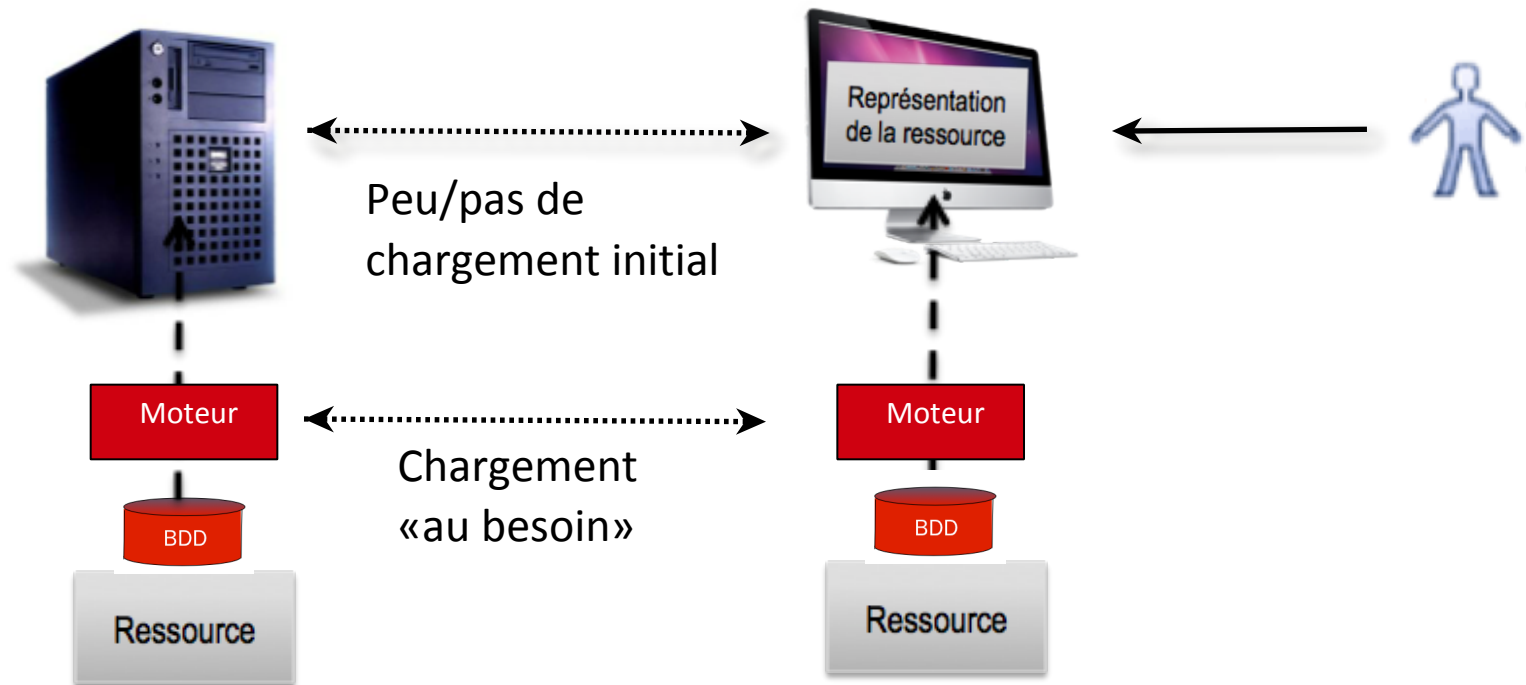 Représentation
de la ressource
Peu/pas de
chargement initial
Moteur
Moteur
Chargement
«au besoin»
BDD
BDD
Ressource
Ressource